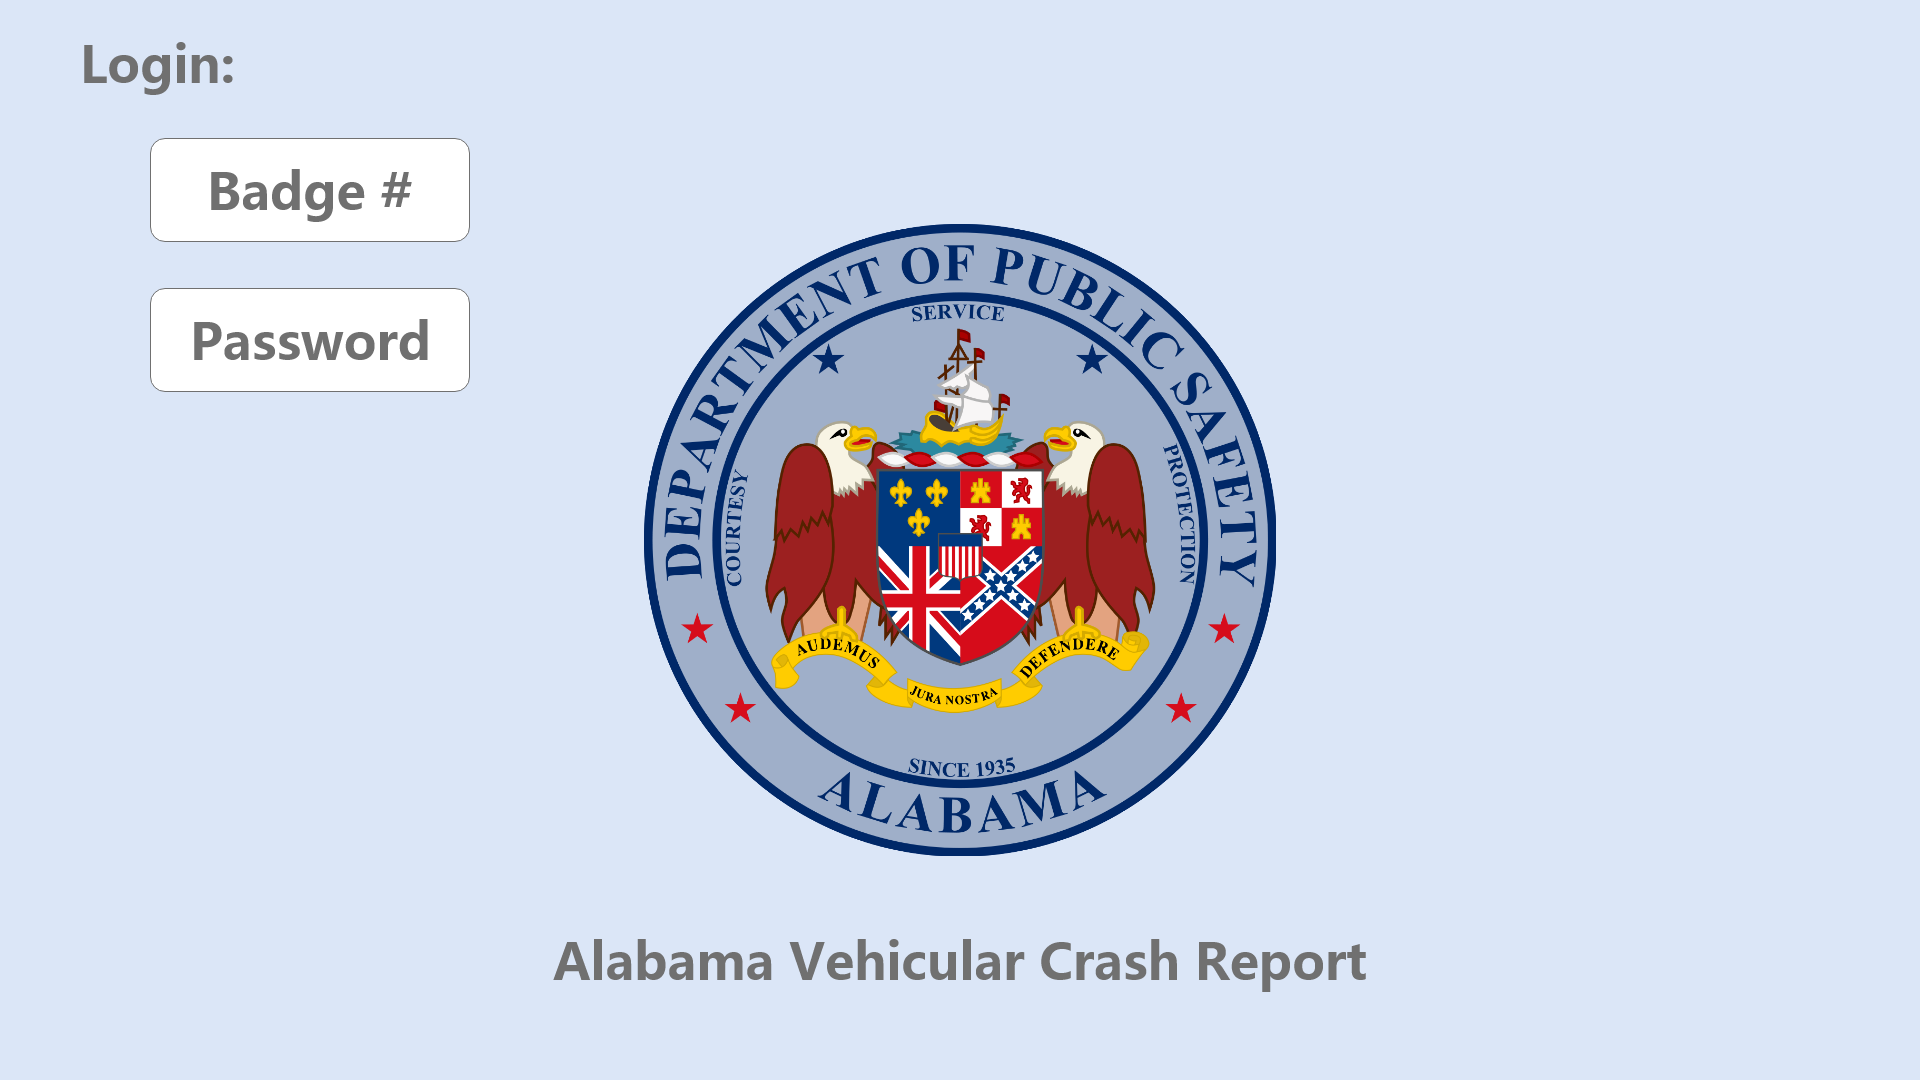 Login:
Badge #
Password
DEPARTMENT OF PUBLIC SAFETY
SERVICE
COURTESY
PROTECTION
AUDEMUS
JURA NOSTRA
DEFENDERE
SINCE 1935
ALABAMA
Alabama Vehicular Crash Report